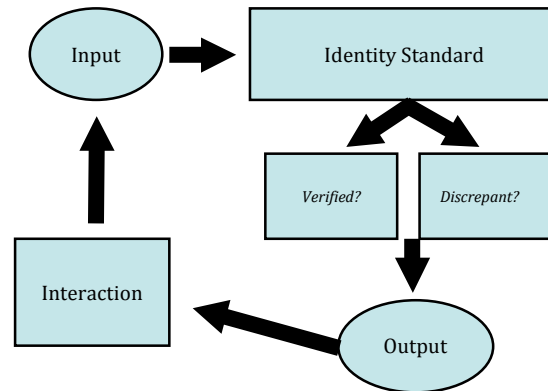 Input
Identity Standard
Verified?
Discrepant?
Interaction
Output